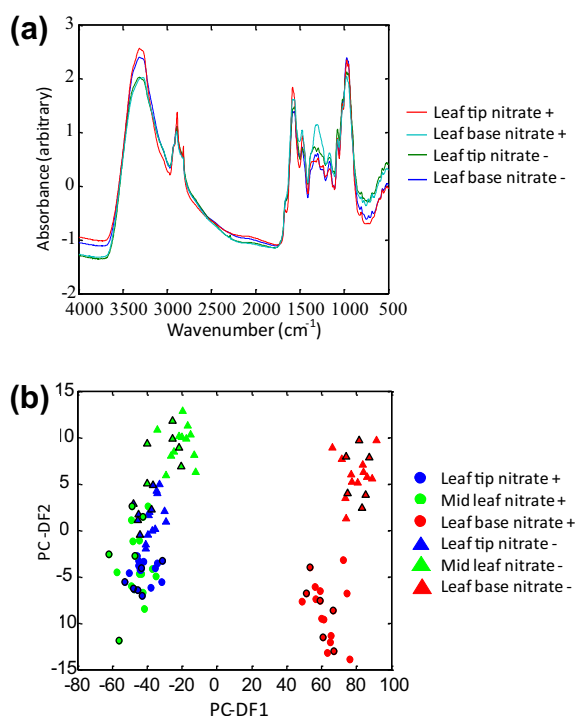 (a)
3
2
1
0
-1
-2
Absorbance (arbitrary)
4000 3500 3000 2500 2000 1500 1000 500
Wavenumber (cm-1)
Leaf tip nitrate +
Leaf base nitrate +
Leaf tip nitrate -
Leaf base nitrate -
(b)
15
10
5
0
-5
-10
-15
PC-DF2
-80 -60 -40 -20 0 20 40 60 80 100
PC-DF1
Leaf tip nitrate +
Mid leaf nitrate +
Leaf base nitrate +
Leaf tip nitrate -
Mid leaf nitrate -
Leaf base nitrate -